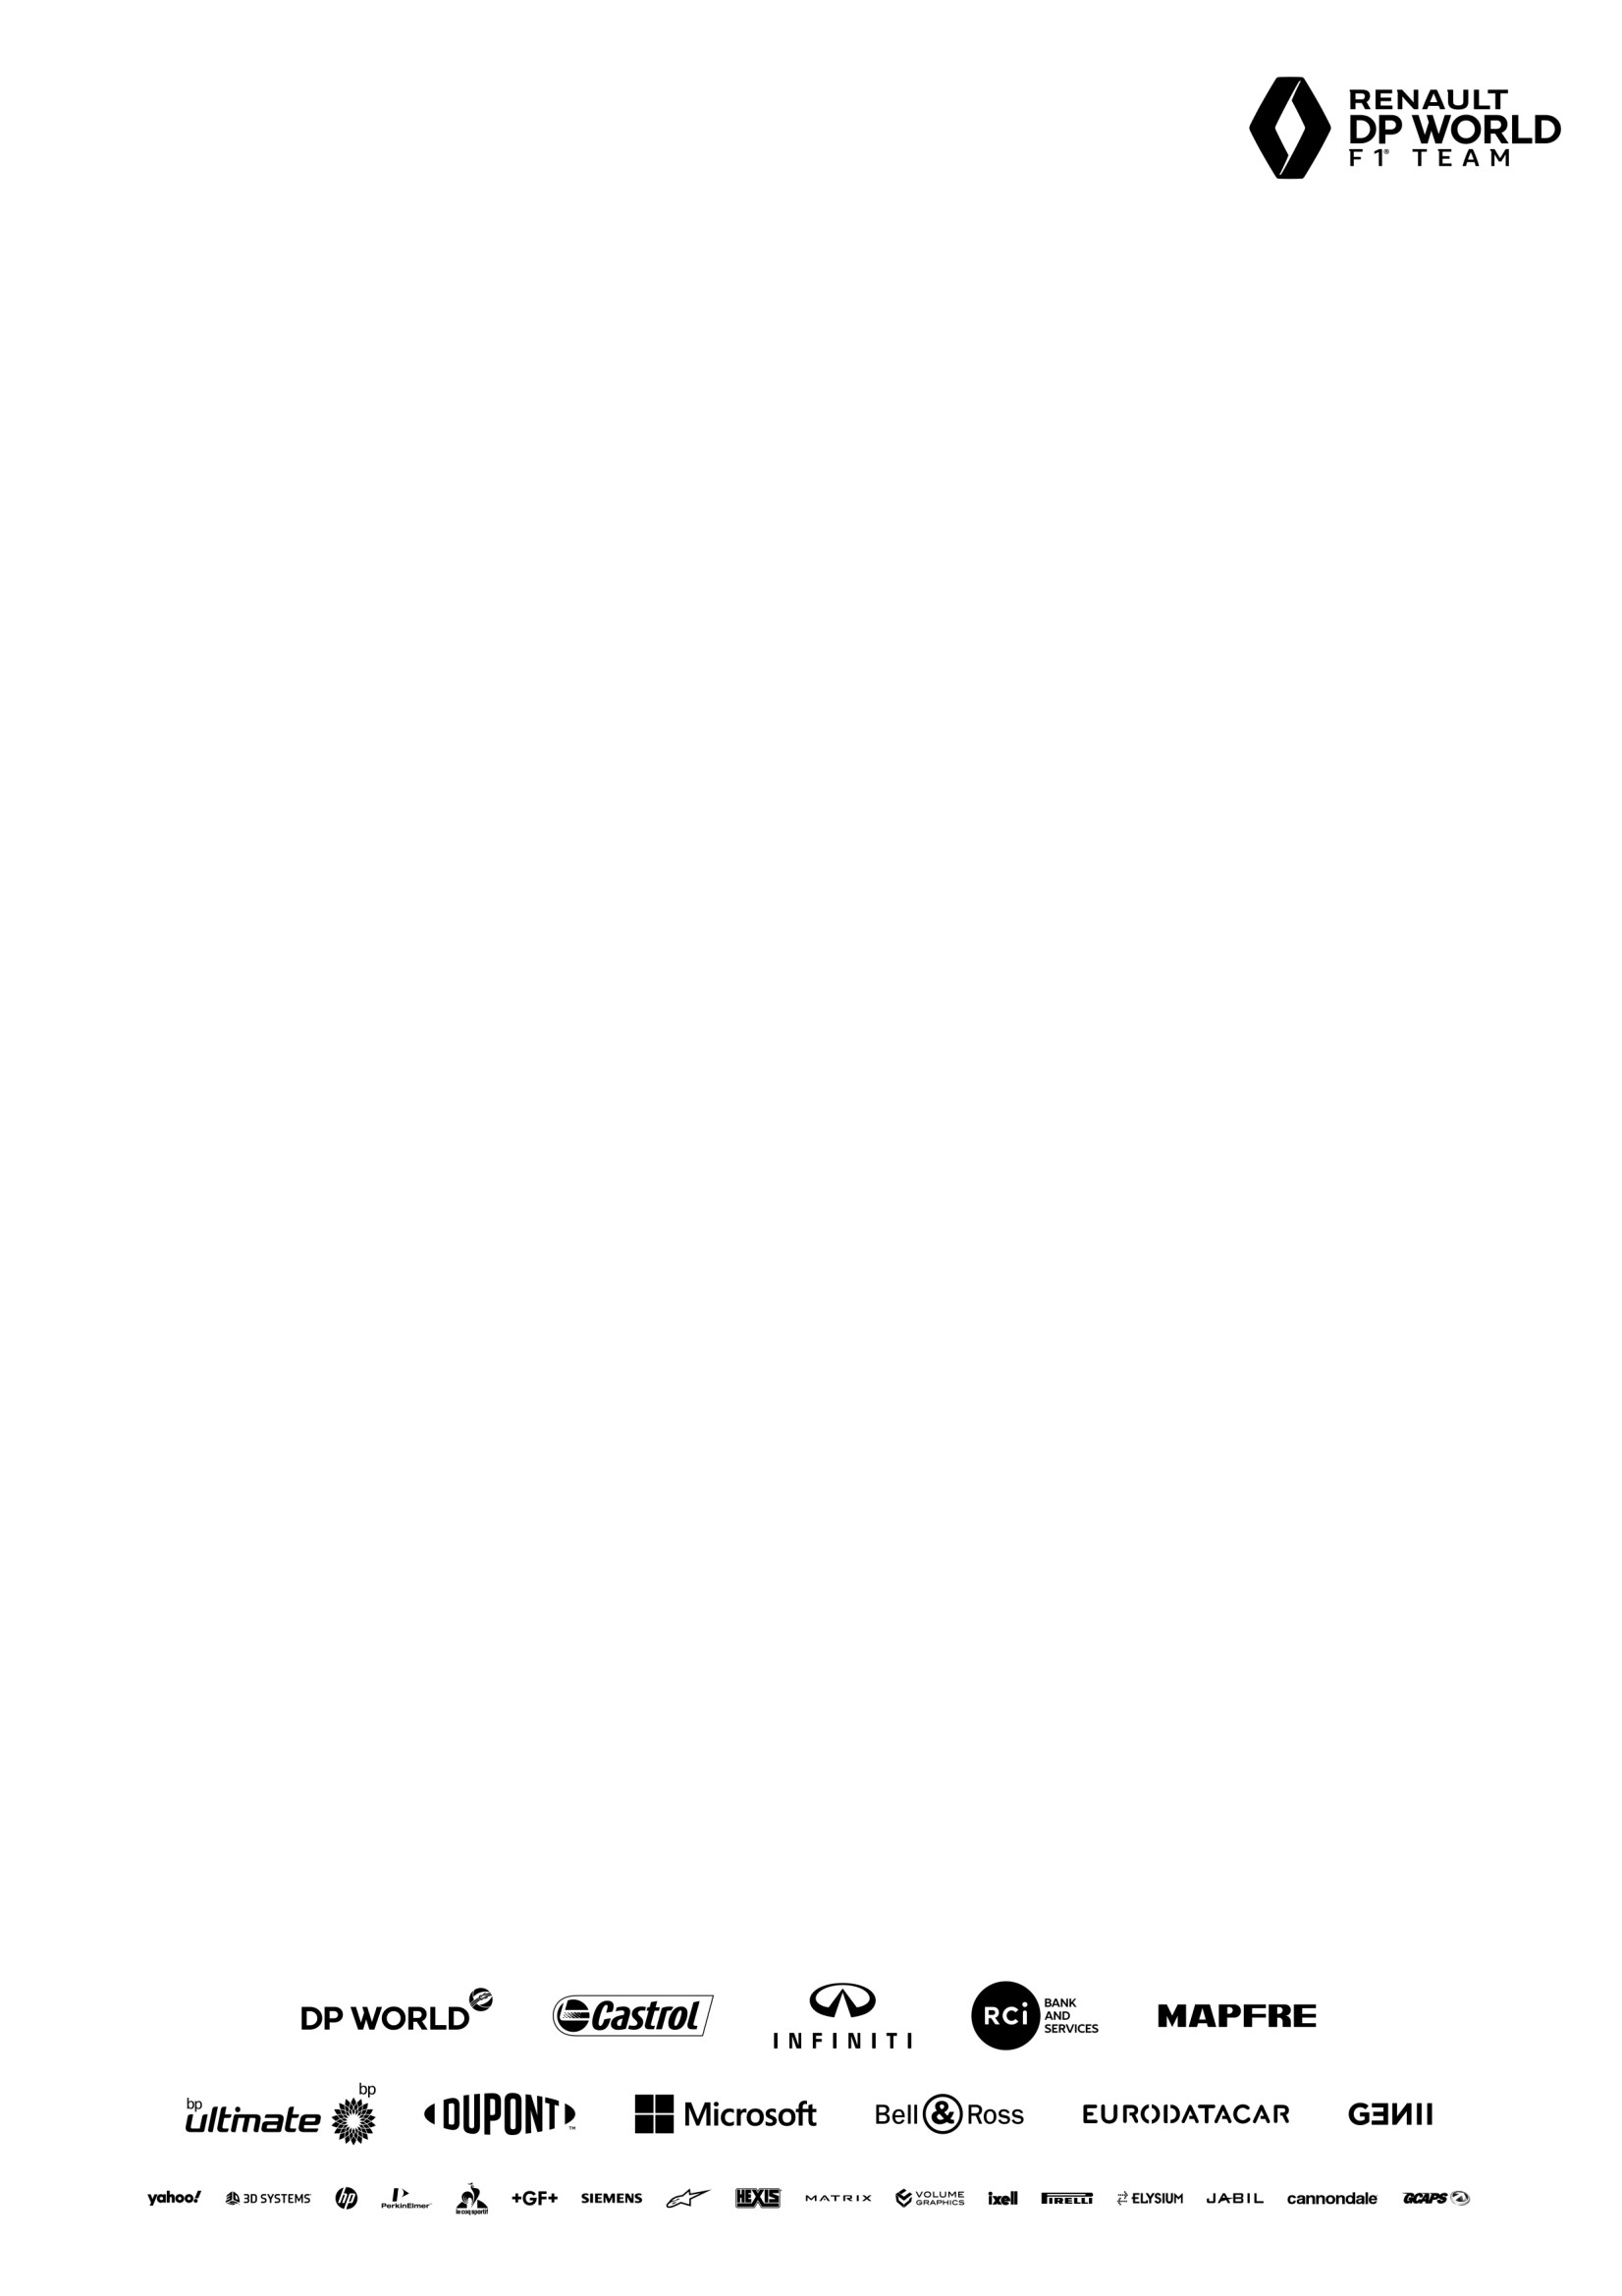 RENAULT
DP WORLD
F1® TEAM
DP WORLD Castrol INFINITI RCi BANK AND SERVICES MAPFRE
bp ultimate bp DUPONT™ Microsoft Bell & Ross EURODATACAR GENII
yahoo! 3D SYSTEMS hp PerkinElmer le coq sportif +GF+ SIEMENS HEXIS MATRIX VOLUME GRAPHICS ixell PIRELLI ELYSIUM JABIL cannondale GCAPS